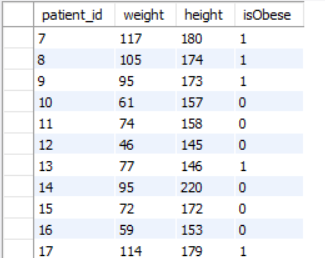 patient_id weight height isObese
7 117 180 1
8 105 174 1
9 95 173 1
10 61 157 0
11 74 158 0
12 46 145 0
13 77 146 1
14 95 220 0
15 72 172 0
16 59 153 0
17 114 179 1